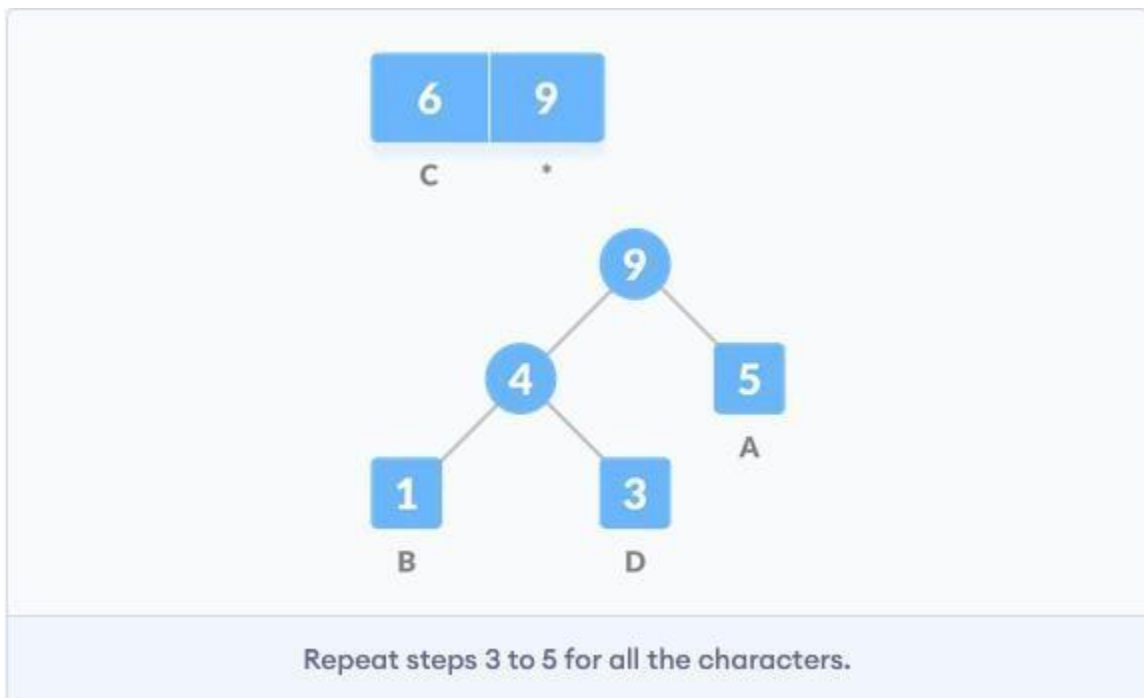 6 9
C *
9
4 5
A
1 3
B D
Repeat steps 3 to 5 for all the characters.